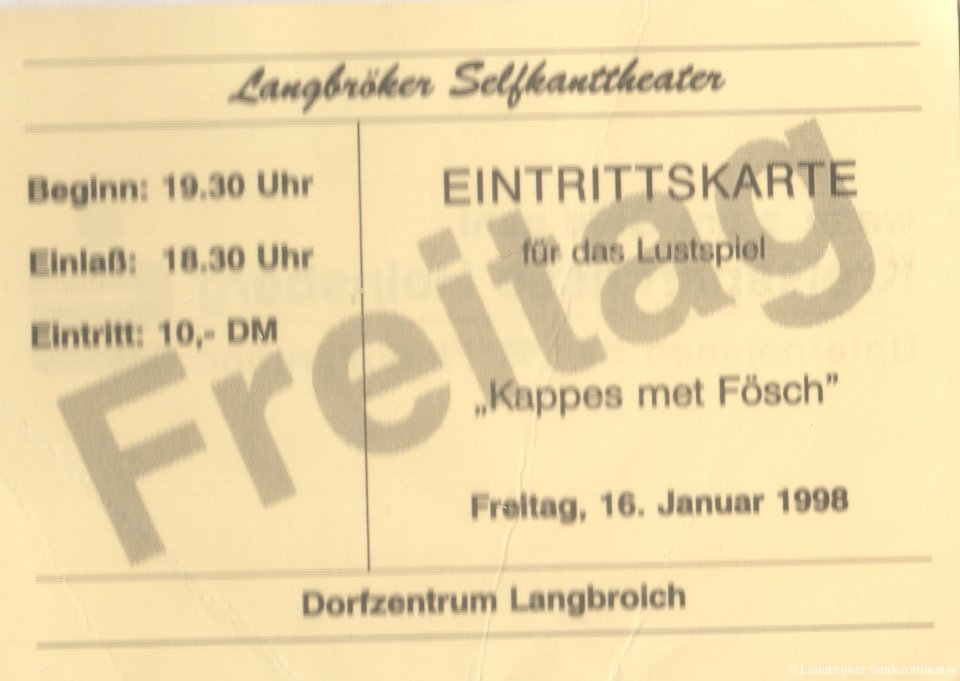 Langbröker Selfkanttheater
Beginn: 19.30 Uhr
Einlaß: 18.30 Uhr
Eintritt: 10,- DM
EINTRITTSKARTE
für das Lustspiel
„Kappes met Fösch”
Freitag, 16. Januar 1998
Freitag
Dorfzentrum Langbroich
© Langbröker Selfkanttheater